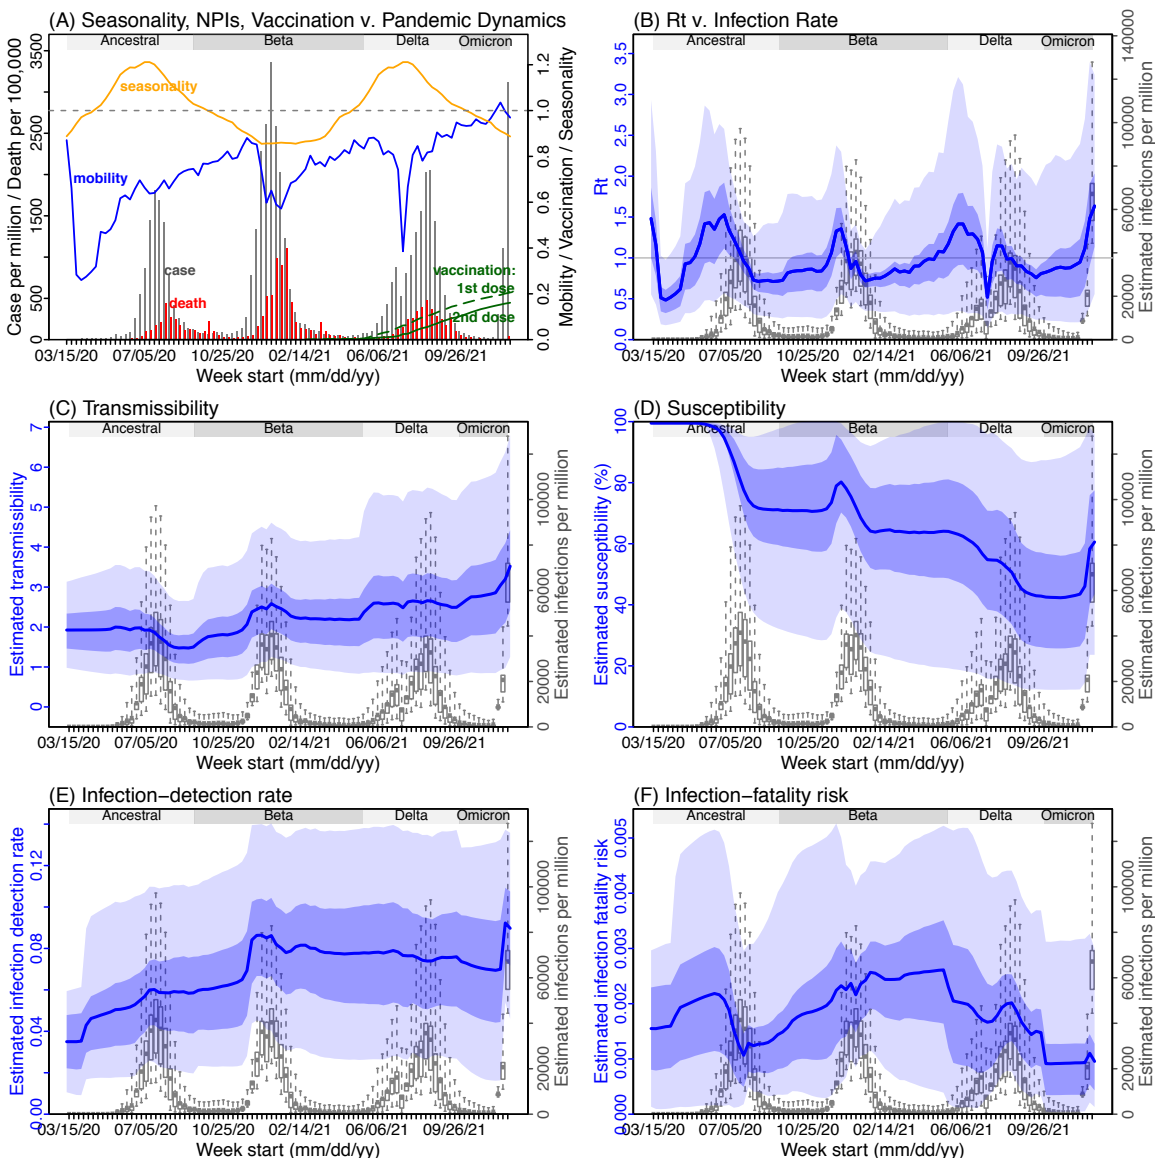 (A) Seasonality, NPIs, Vaccination v. Pandemic Dynamics
Ancestral Beta Delta Omicron
Case per million / Death per 100,000
0 500 1500 2500 3500
seasonality
mobility
case
death
vaccination:
1st dose
2nd dose
0.0 0.2 0.4 0.6 0.8 1.0 1.2
Mobility / Vaccination / Seasonality
03/15/20 07/05/20 10/25/20 02/14/21 06/06/21 09/26/21
Week start (mm/dd/yy)
(B) Rt v. Infection Rate
Ancestral Beta Delta Omicron
Rt
0.0 0.5 1.0 1.5 2.0 2.5 3.0 3.5
0 20000 60000 100000 140000
Estimated infections per million
03/15/20 07/05/20 10/25/20 02/14/21 06/06/21 09/26/21
Week start (mm/dd/yy)
(C) Transmissibility
Ancestral Beta Delta Omicron
Estimated transmissibility
0 1 2 3 4 5 6 7
0 20000 60000 100000
Estimated infections per million
03/15/20 07/05/20 10/25/20 02/14/21 06/06/21 09/26/21
Week start (mm/dd/yy)
(D) Susceptibility
Ancestral Beta Delta Omicron
Estimated susceptibility (%)
0 20 40 60 80 100
0 20000 60000 100000
Estimated infections per million
03/15/20 07/05/20 10/25/20 02/14/21 06/06/21 09/26/21
Week start (mm/dd/yy)
(E) Infection−detection rate
Ancestral Beta Delta Omicron
Estimated infection detection rate
0.00 0.04 0.08 0.12
0 20000 60000 100000
Estimated infections per million
03/15/20 07/05/20 10/25/20 02/14/21 06/06/21 09/26/21
Week start (mm/dd/yy)
(F) Infection−fatality risk
Ancestral Beta Delta Omicron
Estimated infection fatality risk
0.000 0.001 0.002 0.003 0.004 0.005
0 20000 60000 100000
Estimated infections per million
03/15/20 07/05/20 10/25/20 02/14/21 06/06/21 09/26/21
Week start (mm/dd/yy)